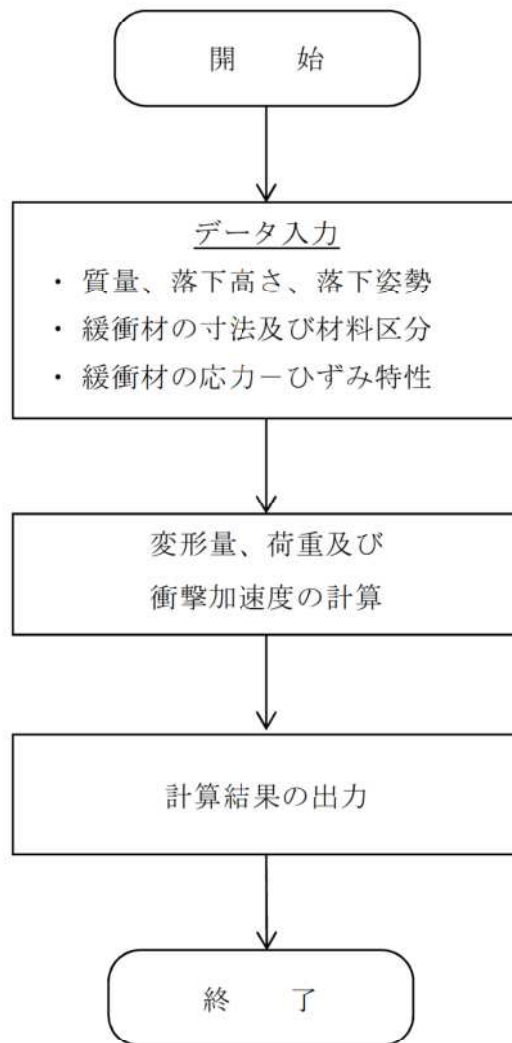 開 始
データ入力
・ 質量、落下高さ、落下姿勢
・ 緩衝材の寸法及び材料区分
・ 緩衝材の応力－ひずみ特性
変形量、荷重及び
衝撃加速度の計算
計算結果の出力
終 了